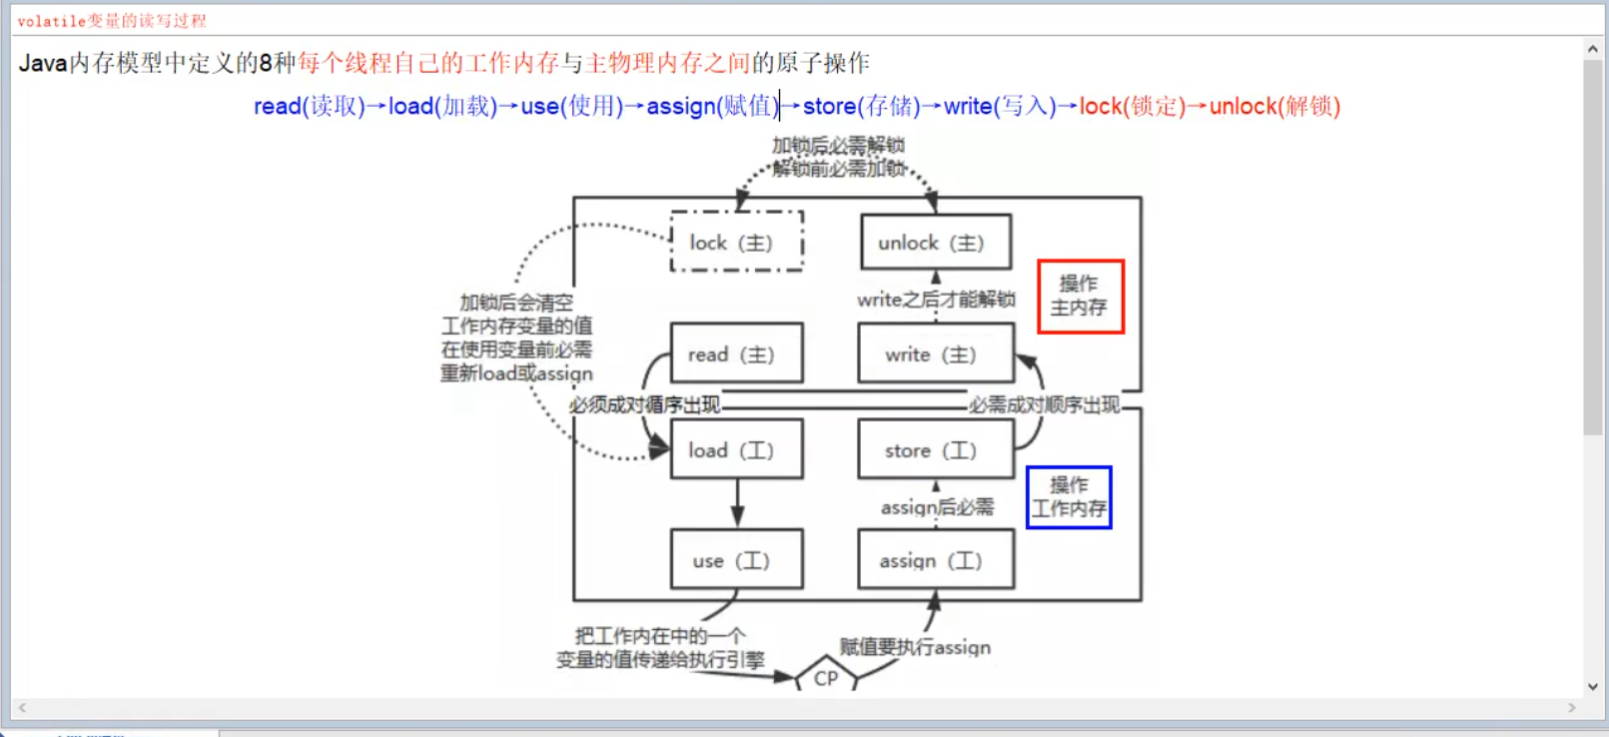 volatile变量的读写过程
Java内存模型中定义的8种每个线程自己的工作内存与主物理内存之间的原子操作
read(读取)→load(加载)→use(使用)→assign(赋值)→store(存储)→write(写入)→lock(锁定)→unlock(解锁)
加锁后必需解锁
解锁前必需加锁
lock（主）
unlock（主）
操作
主内存
write之后才能解锁
加锁后会清空
工作内存变量的值
在使用变量前必需
重新load或assign
read（主）
write（主）
必须成对循序出现
必需成对顺序出现
load（工）
store（工）
操作
工作内存
assign后必需
use（工）
assign（工）
把工作内在中的一个
变量的值传递给执行引擎
赋值要执行assign
CP